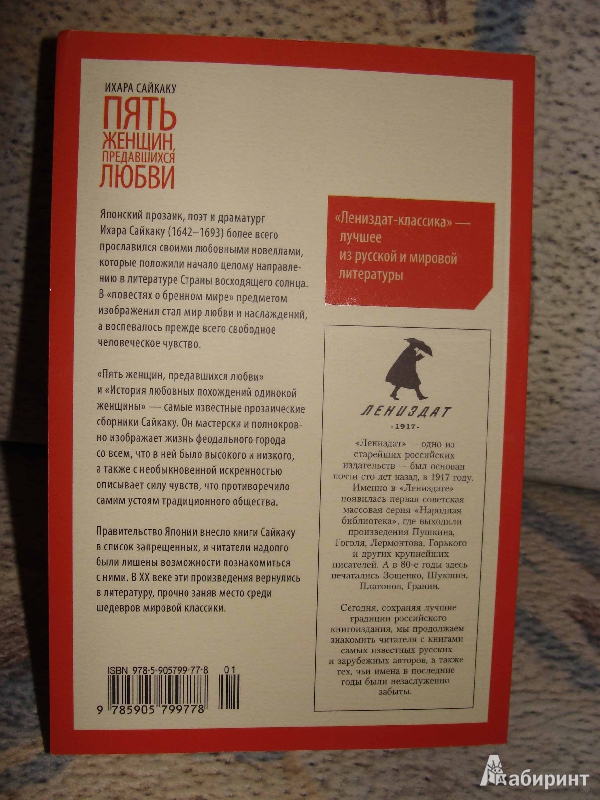 ИХАРА САЙКАКУ
ПЯТЬ
ЖЕНЩИН,
ПРЕДАВШИХСЯ
ЛЮБВИ
Японский прозаик, поэт и драматург
Ихара Сайкаку (1642–1693) более всего
прославился своими любовными новеллами,
которые положили начало целому направле-
нию в литературе Страны восходящего солнца.
В «повестях о бренном мире» предметом
изображения стал мир любви и наслаждений,
а воспевалось прежде всего свободное
человеческое чувство.
«Пять женщин, предавшихся любви»
и «История любовных похождений одинокой
женщины» — самые известные прозаические
сборники Сайкаку. Он мастерски и полнокров-
но изображает жизнь феодального города
со всем, что в ней было высокого и низкого,
а также с необыкновенной искренностью
описывает силу чувств, что противоречило
самим устоям традиционного общества.
Правительство Японии внесло книги Сайкаку
в список запрещенных, и читатели надолго
были лишены возможности познакомиться
с ними. В XX веке эти произведения вернулись
в литературу, прочно заняв место среди
шедевров мировой классики.
ISBN 978-5-905799-77-8
01
9 785905 799778
«Лениздат-классика» —
лучшее
из русской и мировой
литературы
ЛЕНИЗДАТ
-1917-
«Лениздат» — одно из
старейших российских
издательств — был основан
почти сто лет назад, в 1917 году.
Именно в «Лениздате»
появилась первая советская
массовая серия «Народная
библиотека», где выходили
произведения Пушкина,
Гоголя, Лермонтова, Горького
и других крупнейших
писателей. А в 80-е годы здесь
печатались Зощенко, Шукшин,
Платонов, Гранин.
Сегодня, сохраняя лучшие
традиции российского
книгоиздания, мы продолжаем
знакомить читателя с книгами
самых известных русских
и зарубежных авторов, а также
тех, чьи имена в последние
годы были незаслуженно
забыты.
Лабиринт